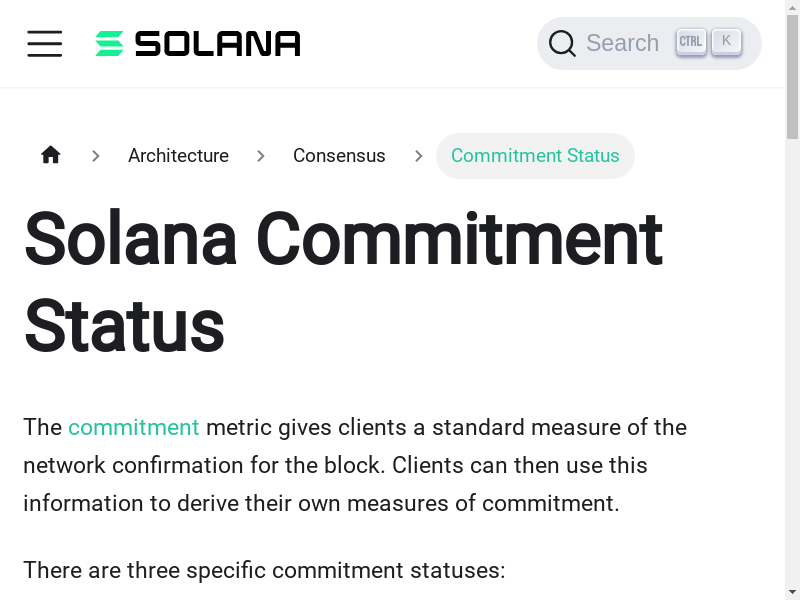 SOLANA
Search CTRL K
Architecture Consensus Commitment Status
Solana Commitment
Status
The commitment metric gives clients a standard measure of the
network confirmation for the block. Clients can then use this
information to derive their own measures of commitment.
There are three specific commitment statuses: